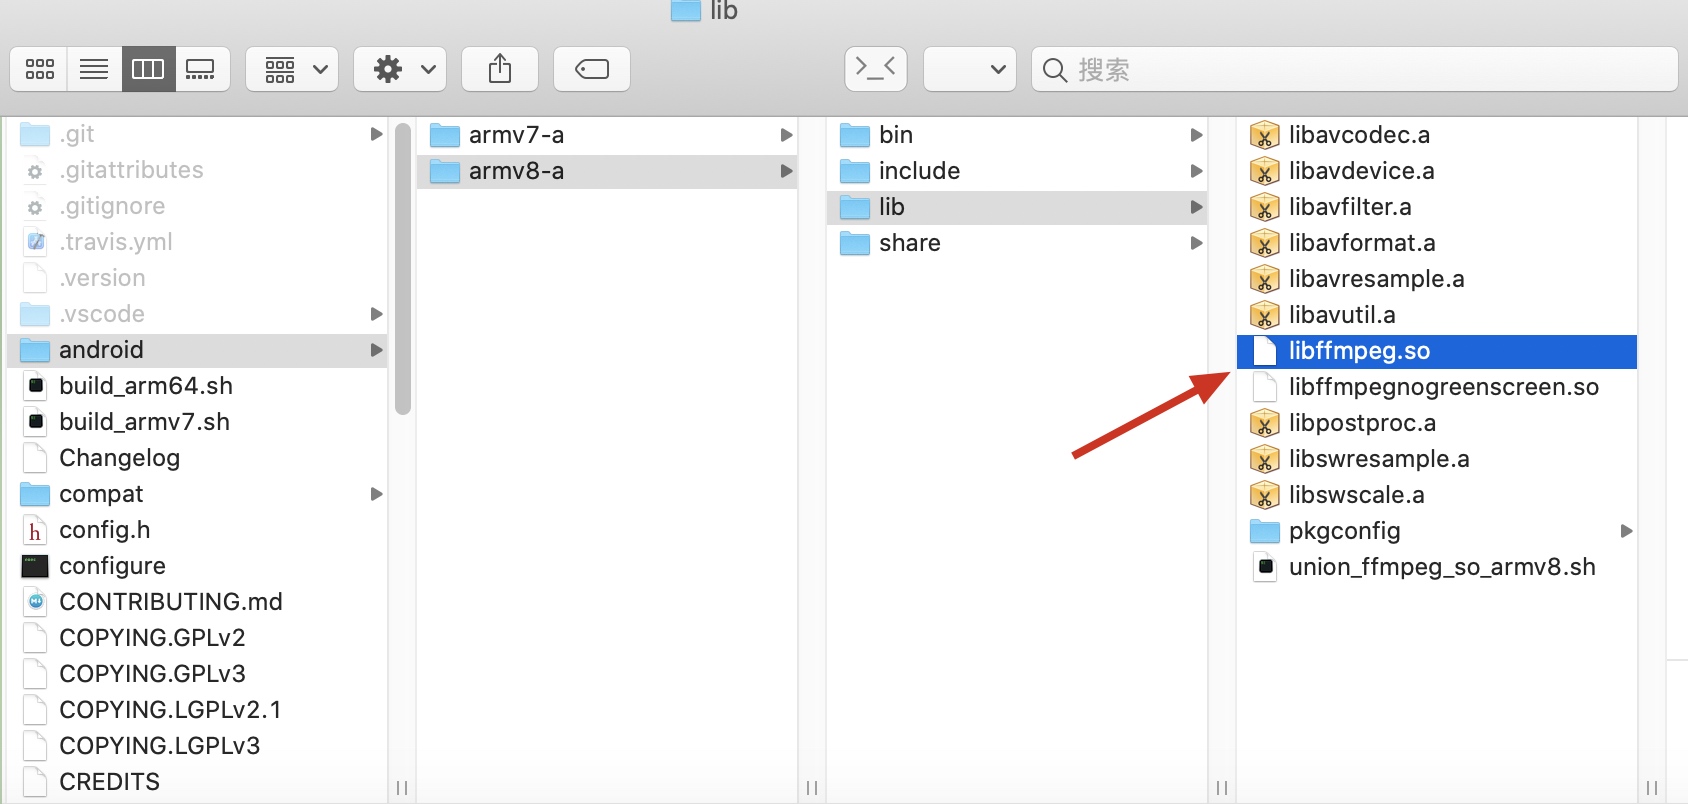 lib
搜索
.git
.gitattributes
.gitignore
.travis.yml
.version
.vscode
android
build_arm64.sh
build_armv7.sh
Changelog
compat
config.h
configure
CONTRIBUTING.md
COPYING.GPLv2
COPYING.GPLv3
COPYING.LGPLv2.1
COPYING.LGPLv3
CREDITS
armv7-a
armv8-a
bin
include
lib
share
libavcodec.a
libavdevice.a
libavfilter.a
libavformat.a
libavresample.a
libavutil.a
libffmpeg.so
libffmpegnogreenscreen.so
libpostproc.a
libswresample.a
libswscale.a
pkgconfig
union_ffmpeg_so_armv8.sh